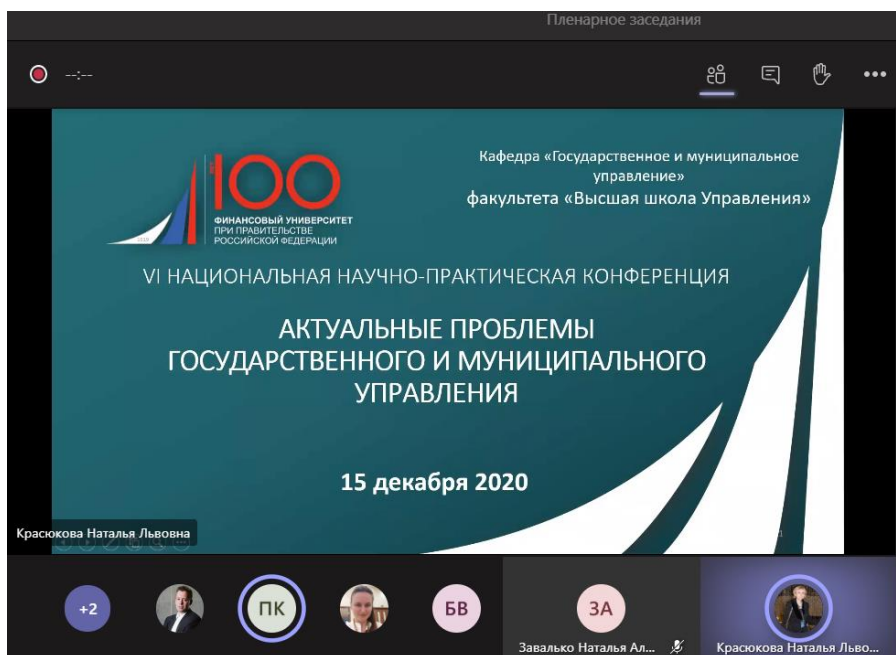 Пленарное заседания
--:--
100
ФИНАНСОВЫЙ УНИВЕРСИТЕТ
ПРИ ПРАВИТЕЛЬСТВЕ
РОССИЙСКОЙ ФЕДЕРАЦИИ
Кафедра «Государственное и муниципальное
управление»
факультета «Высшая школа Управления»
VI НАЦИОНАЛЬНАЯ НАУЧНО-ПРАКТИЧЕСКАЯ КОНФЕРЕНЦИЯ
АКТУАЛЬНЫЕ ПРОБЛЕМЫ
ГОСУДАРСТВЕННОГО И МУНИЦИПАЛЬНОГО
УПРАВЛЕНИЯ
15 декабря 2020
Красюкова Наталья Львовна
+2
ПК
БВ
ЗА
Завалько Наталья Ал...
Красюкова Наталья Льво...